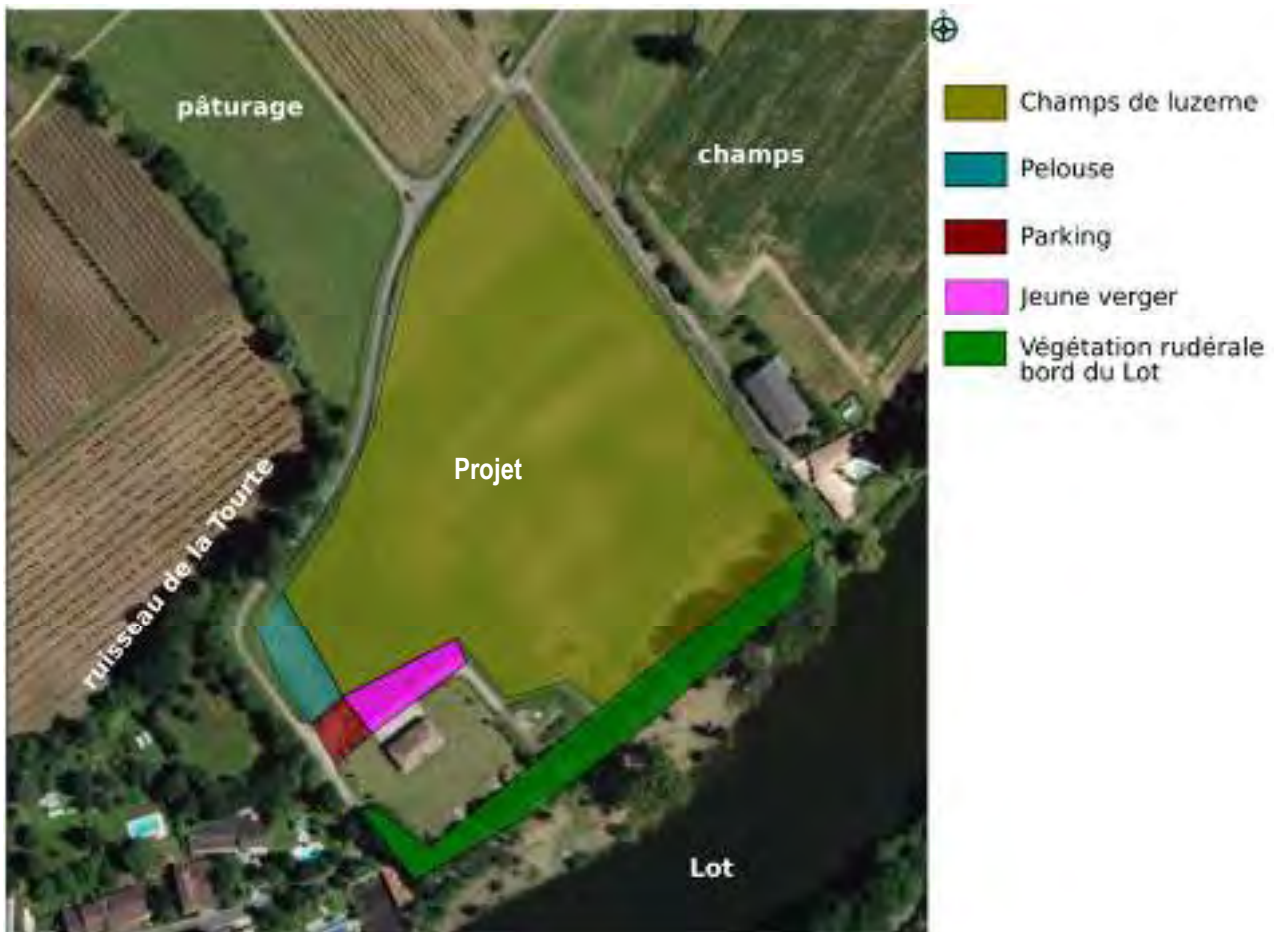 pâturage
champs
Projet
ruisseau de la Tourte
Lot
Champs de luzerne
Pelouse
Parking
Jeune verger
Végétation rudérale
bord du Lot